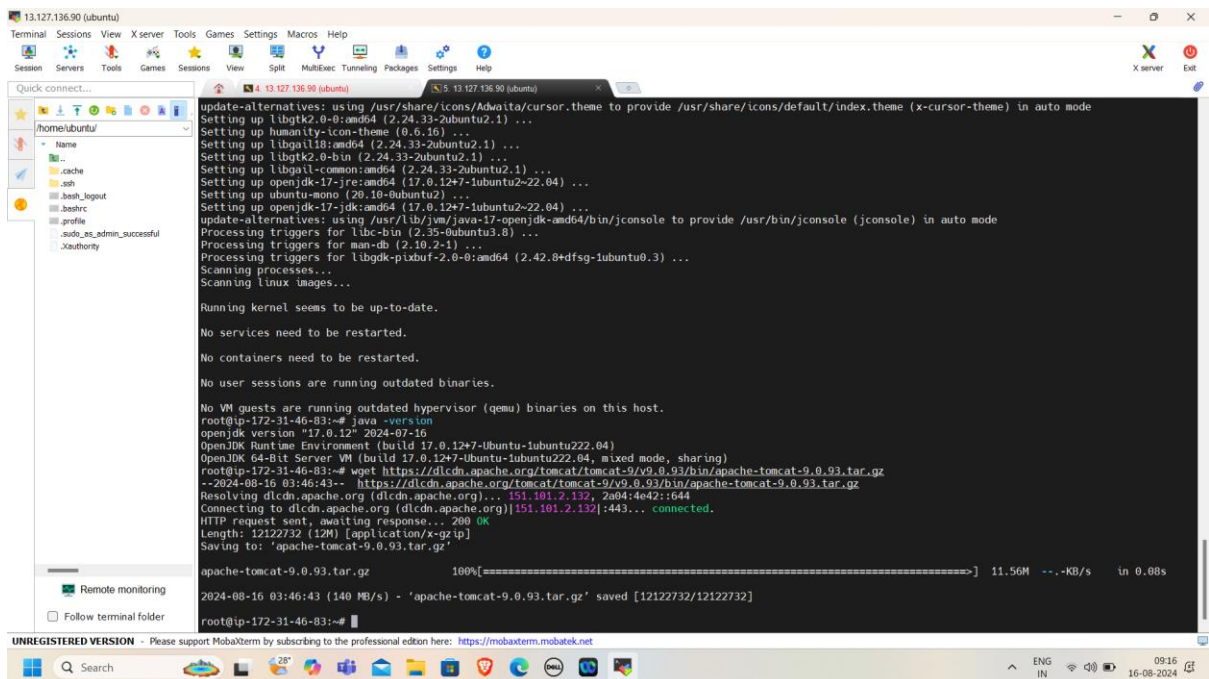 13.127.136.90 (ubuntu)
Terminal Sessions View X server Tools Games Settings Macros Help
Session Servers Tools Games Sessions View Split MultiExec Tunneling Packages Settings Help X server Exit
Quick connect...
4. 13.127.136.90 (ubuntu)
5. 13.127.136.90 (ubuntu)
/home/ubuntu/
Name
..
.cache
.ssh
.bash_logout
.bashrc
.profile
.sudo_as_admin_successful
.Xauthority
Remote monitoring
Follow terminal folder
update-alternatives: using /usr/share/icons/Adwaita/cursor.theme to provide /usr/share/icons/default/index.theme (x-cursor-theme) in auto mode
Setting up libgtk2.0-0:amd64 (2.24.33-2ubuntu2.1) ...
Setting up humanity-icon-theme (0.6.16) ...
Setting up libgail18:amd64 (2.24.33-2ubuntu2.1) ...
Setting up libgtk2.0-bin (2.24.33-2ubuntu2.1) ...
Setting up libgail-common:amd64 (2.24.33-2ubuntu2.1) ...
Setting up openjdk-17-jre:amd64 (17.0.12+7-1ubuntu2~22.04) ...
Setting up ubuntu-mono (20.10-0ubuntu2) ...
Setting up openjdk-17-jdk:amd64 (17.0.12+7-1ubuntu2~22.04) ...
update-alternatives: using /usr/lib/jvm/java-17-openjdk-amd64/bin/jconsole to provide /usr/bin/jconsole (jconsole) in auto mode
Processing triggers for libc-bin (2.35-0ubuntu3.8) ...
Processing triggers for man-db (2.10.2-1) ...
Processing triggers for libgdk-pixbuf-2.0-0:amd64 (2.42.8+dfsg-1ubuntu0.3) ...
Scanning processes...
Scanning linux images...
Running kernel seems to be up-to-date.
No services need to be restarted.
No containers need to be restarted.
No user sessions are running outdated binaries.
No VM guests are running outdated hypervisor (qemu) binaries on this host.
root@ip-172-31-46-83:~# java -version
openjdk version "17.0.12" 2024-07-16
OpenJDK Runtime Environment (build 17.0.12+7-Ubuntu-1ubuntu222.04)
OpenJDK 64-Bit Server VM (build 17.0.12+7-Ubuntu-1ubuntu222.04, mixed mode, sharing)
root@ip-172-31-46-83:~# wget https://dlcdn.apache.org/tomcat/tomcat-9/v9.0.93/bin/apache-tomcat-9.0.93.tar.gz
--2024-08-16 03:46:43-- https://dlcdn.apache.org/tomcat/tomcat-9/v9.0.93/bin/apache-tomcat-9.0.93.tar.gz
Resolving dlcdn.apache.org (dlcdn.apache.org)... 151.101.2.132, 2a04:4e42::644
Connecting to dlcdn.apache.org (dlcdn.apache.org)|151.101.2.132|:443... connected.
HTTP request sent, awaiting response... 200 OK
Length: 12122732 (12M) [application/x-gzip]
Saving to: ‘apache-tomcat-9.0.93.tar.gz’
apache-tomcat-9.0.93.tar.gz 100%[=====================================================================================>] 11.56M --.-KB/s in 0.08s
2024-08-16 03:46:43 (140 MB/s) - ‘apache-tomcat-9.0.93.tar.gz’ saved [12122732/12122732]
root@ip-172-31-46-83:~#
UNREGISTERED VERSION - Please support MobaXterm by subscribing to the professional edition here: https://mobaxterm.mobatek.net
Search 28° ENG 09:16
IN 16-08-2024